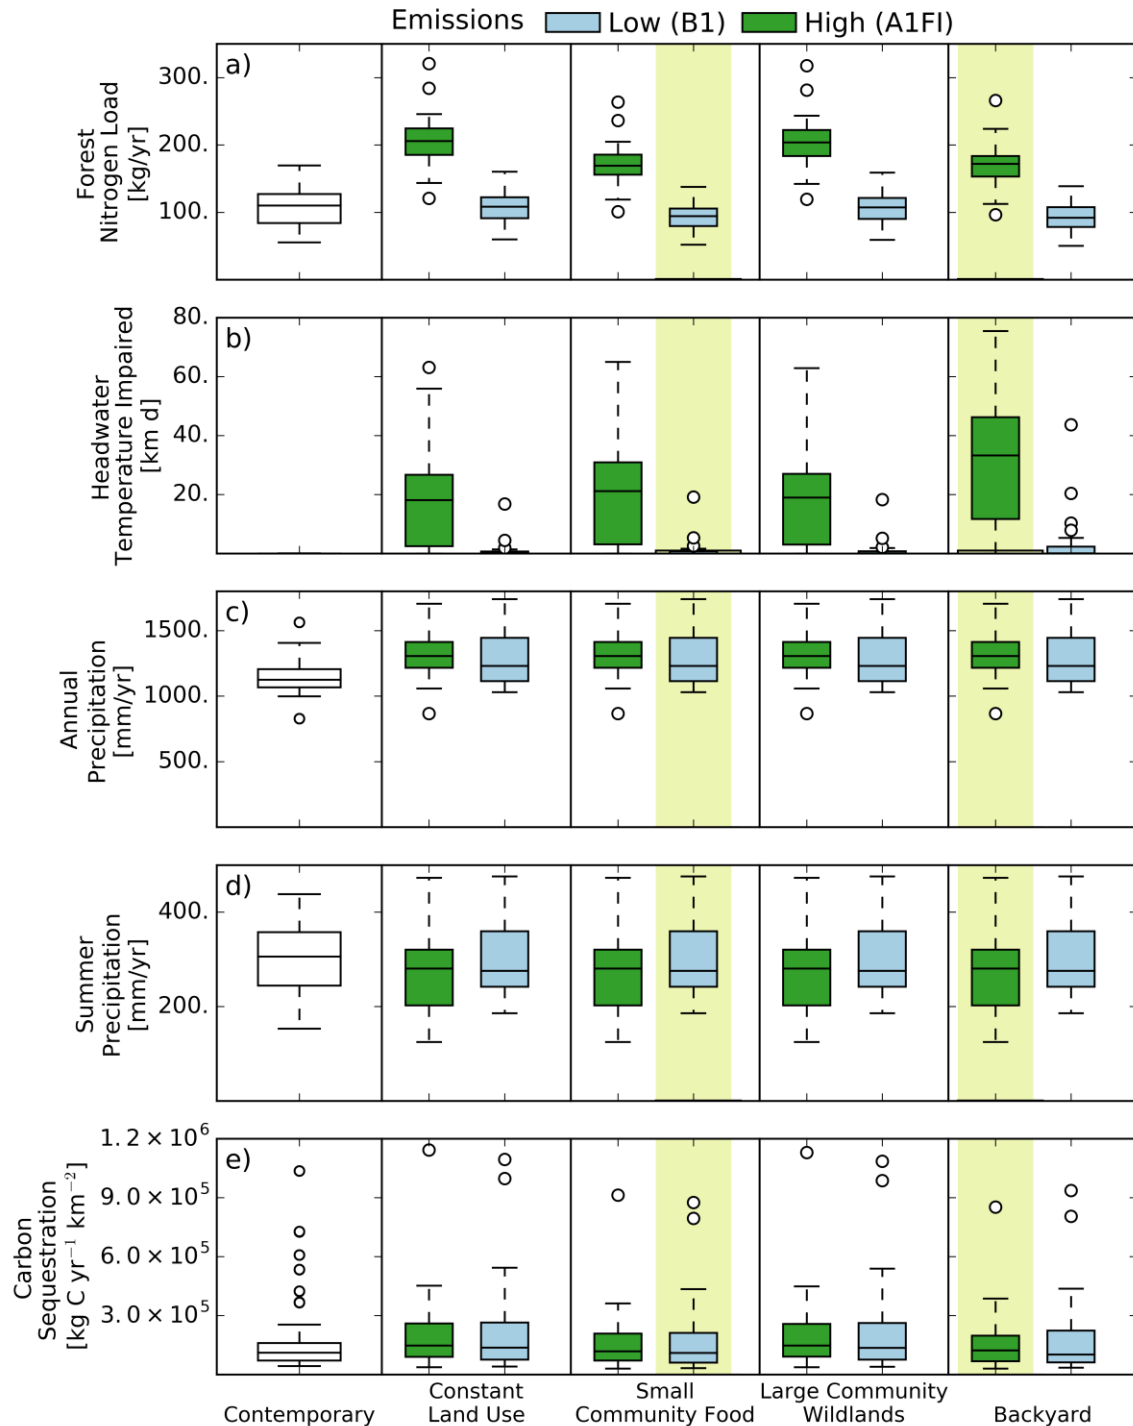 Emissions Low (B1) High (A1FI)
a)
Forest
Nitrogen Load
[kg/yr]
300.
200.
100.
b)
Headwater
Temperature Impaired
[km d]
80.
60.
40.
20.
c)
Annual
Precipitation
[mm/yr]
1500.
1000.
500.
d)
Summer
Precipitation
[mm/yr]
400.
200.
e)
Carbon
Sequestration
[kg C yr⁻¹ km⁻²]
1.2 × 10⁶
9.0 × 10⁵
6.0 × 10⁵
3.0 × 10⁵
Contemporary
Constant
Land Use
Small
Community Food
Large Community
Wildlands
Backyard